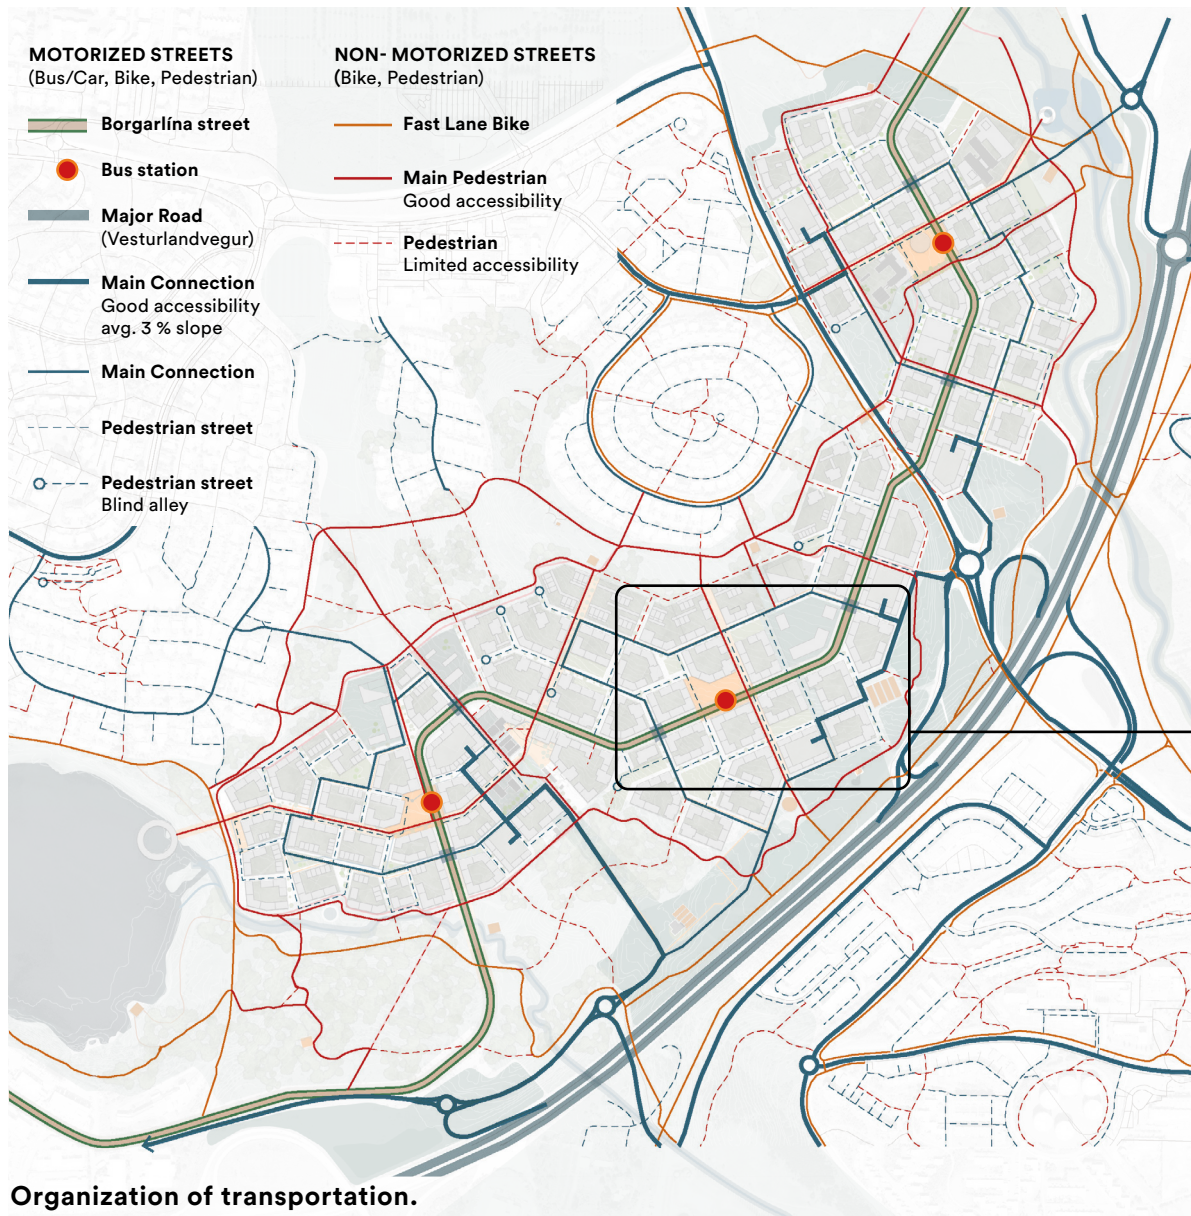 MOTORIZED STREETS
(Bus/Car, Bike, Pedestrian)
Borgarlína street
Bus station
Major Road
(Vesturlandvegur)
Main Connection
Good accessibility
avg. 3 % slope
Main Connection
Pedestrian street
Pedestrian street
Blind alley
NON- MOTORIZED STREETS
(Bike, Pedestrian)
Fast Lane Bike
Main Pedestrian
Good accessibility
Pedestrian
Limited accessibility
Organization of transportation.